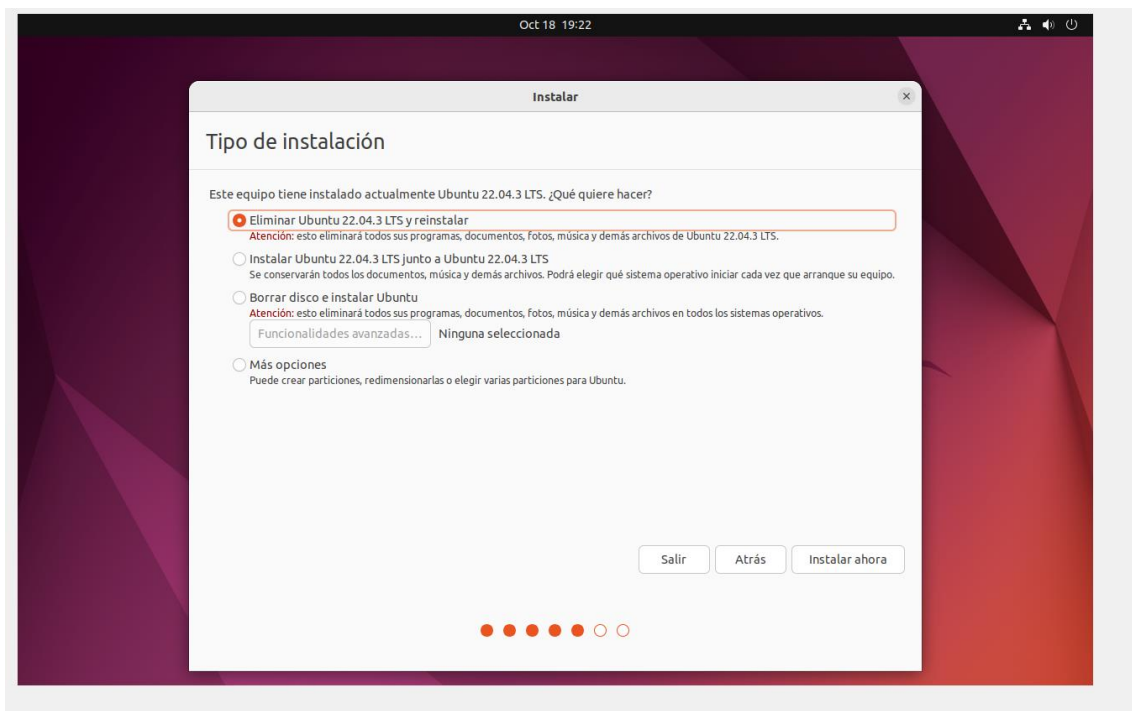 Oct 18 19:22
Instalar
Tipo de instalación
Este equipo tiene instalado actualmente Ubuntu 22.04.3 LTS. ¿Qué quiere hacer?
Eliminar Ubuntu 22.04.3 LTS y reinstalar
Atención: esto eliminará todos sus programas, documentos, fotos, música y demás archivos de Ubuntu 22.04.3 LTS.
Instalar Ubuntu 22.04.3 LTS junto a Ubuntu 22.04.3 LTS
Se conservarán todos los documentos, música y demás archivos. Podrá elegir qué sistema operativo iniciar cada vez que arranque su equipo.
Borrar disco e instalar Ubuntu
Atención: esto eliminará todos sus programas, documentos, fotos, música y demás archivos en todos los sistemas operativos.
Funcionalidades avanzadas... Ninguna seleccionada
Más opciones
Puede crear particiones, redimensionarlas o elegir varias particiones para Ubuntu.
Salir Atrás Instalar ahora